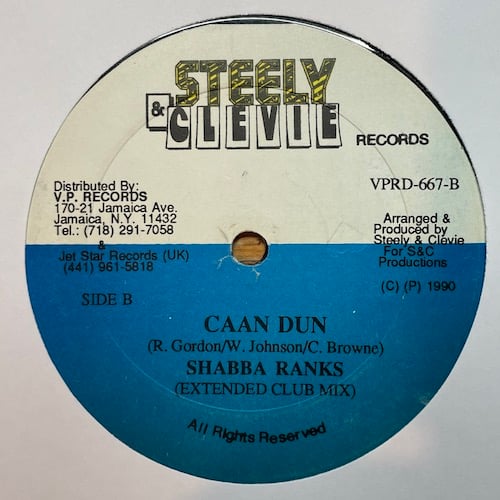 STEELY
& CLEVIE
RECORDS
Distributed By:
V.P. RECORDS
170-21 Jamaica Ave.
Jamaica, N.Y. 11432
Tel.: (718) 291-7058
&
Jet Star Records (UK)
(441) 961-5818
VPRD-667-B
Arranged &
Produced by
Steely & Clevie
For S&C
Productions
(C) (P) 1990
SIDE B
CAAN DUN
(R. Gordon/W. Johnson/C. Browne)
SHABBA RANKS
(EXTENDED CLUB MIX)
All Rights Reserved